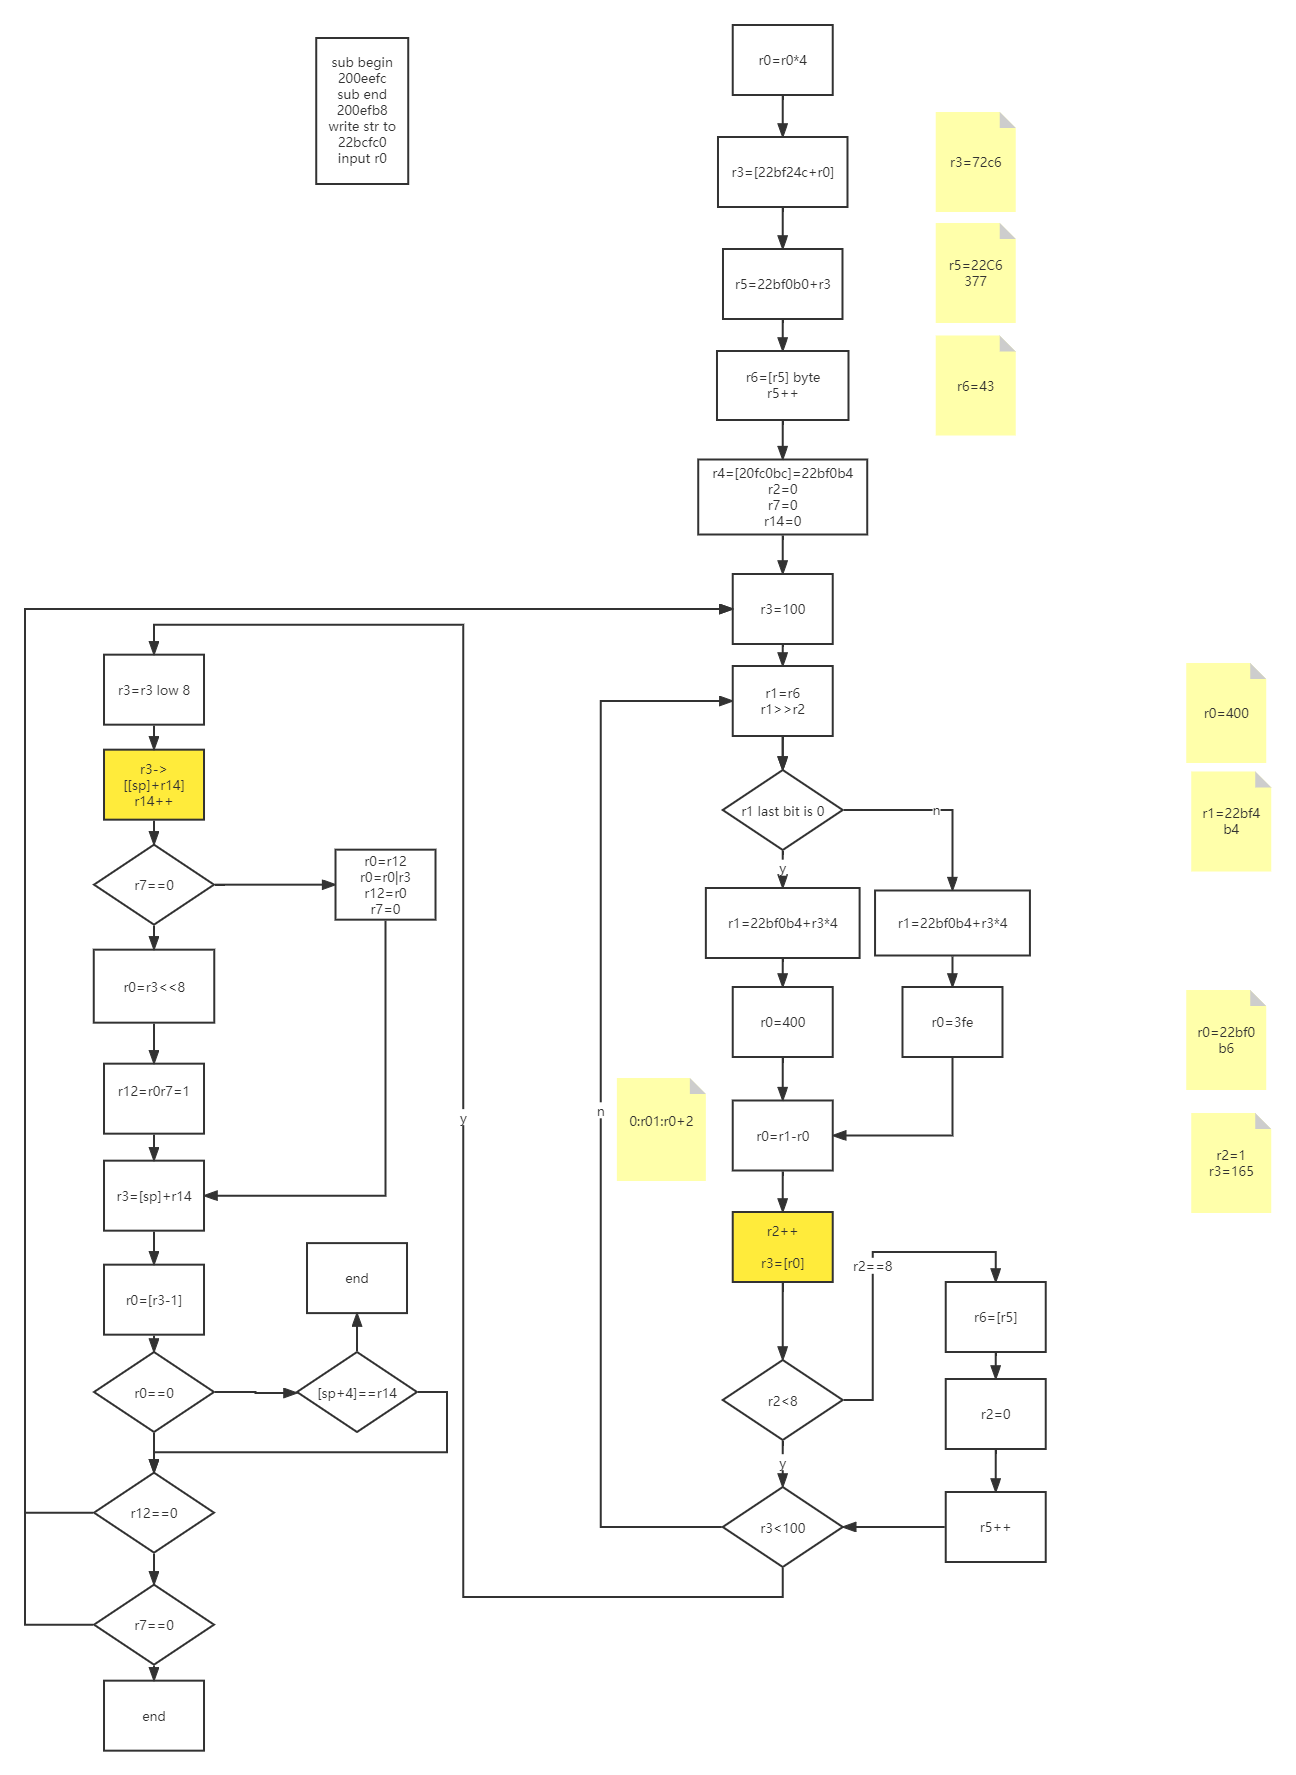 sub begin
200eefc
sub end
200efb8
write str to
22bcfc0
input r0
r0=r0*4
r3=[22bf24c+r0]
r3=72c6
r5=22bf0b0+r3
r5=22C6
377
r6=[r5] byte
r5++
r6=43
r4=[20fc0bc]=22bf0b4
r2=0
r7=0
r14=0
r3=100
r1=r6
r1>>r2
r1 last bit is 0
n
y
r1=22bf0b4+r3*4
r1=22bf0b4+r3*4
r0=400
r0=3fe
r0=r1-r0
0:r01:r0+2
r2++
r3=[r0]
r2<8
r2==8
y
r6=[r5]
r2=0
r5++
r3<100
n
y
r0=400
r1=22bf4
b4
r0=22bf0
b6
r2=1
r3=165
r3=r3 low 8
r3->
[[sp]+r14]
r14++
r7==0
r0=r12
r0=r0|r3
r12=r0
r7=0
r0=r3<<8
r12=r0r7=1
r3=[sp]+r14
r0=[r3-1]
end
r0==0
[sp+4]==r14
r12==0
r7==0
end